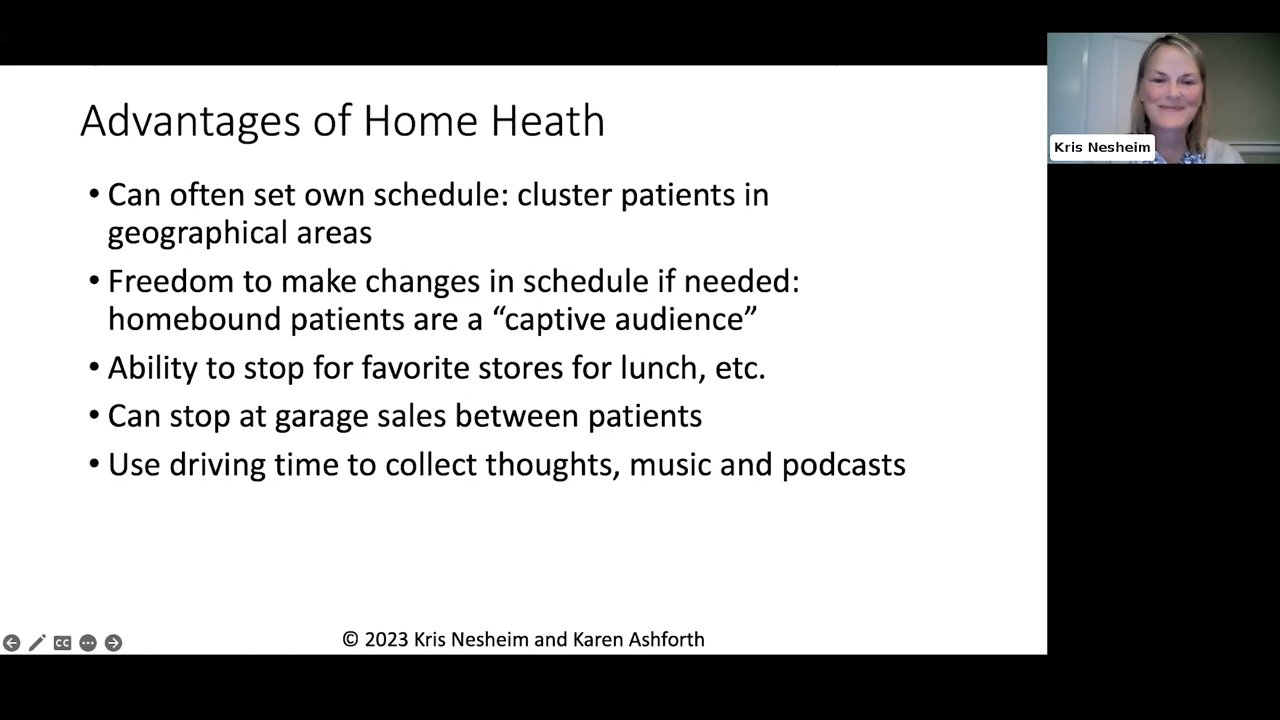 Advantages of Home Heath
• Can often set own schedule: cluster patients in
geographical areas
• Freedom to make changes in schedule if needed:
homebound patients are a “captive audience”
• Ability to stop for favorite stores for lunch, etc.
• Can stop at garage sales between patients
• Use driving time to collect thoughts, music and podcasts
© 2023 Kris Nesheim and Karen Ashforth
CC
Kris Nesheim